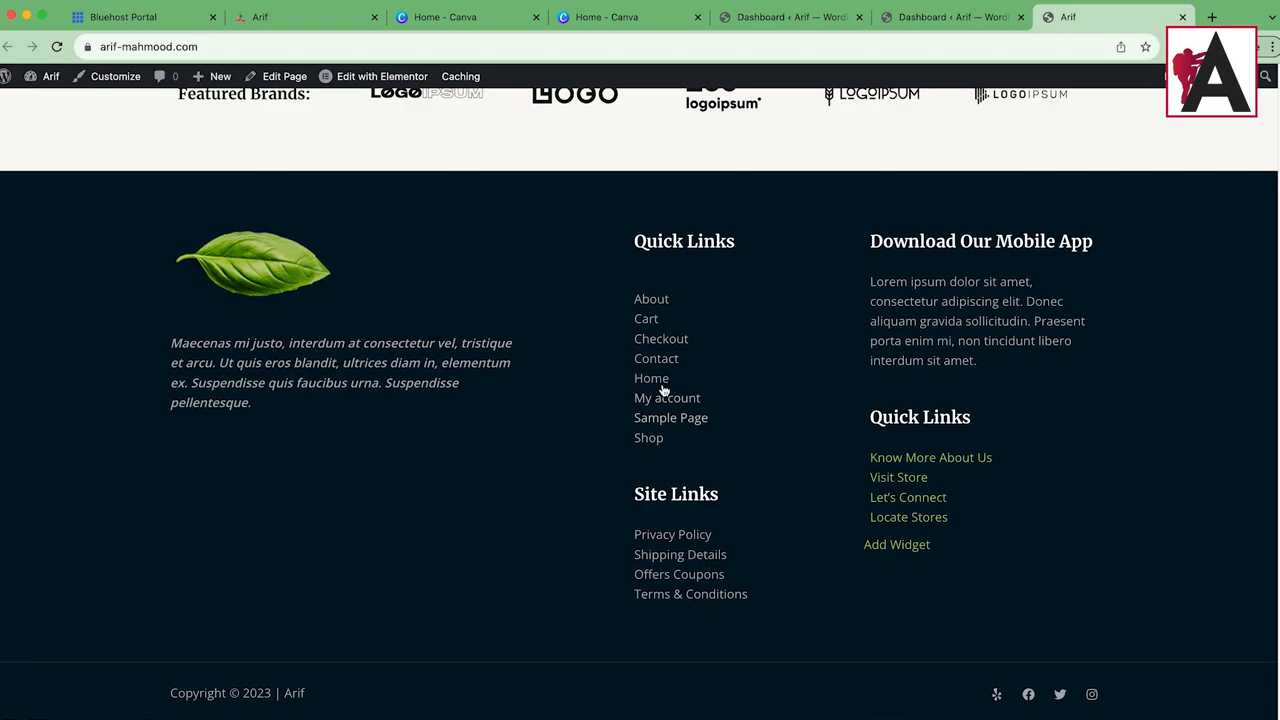 Bluehost Portal
Arif
Home - Canva
Home - Canva
Dashboard ‹ Arif — Word
Dashboard ‹ Arif — Word
Arif
arif-mahmood.com
Arif
Customize
0
New
Edit Page
Edit with Elementor
Caching
A
Featured Brands:
LOGOIPSUM
LOGO
logoipsum
LOGOIPSUM
LOGOIPSUM
Quick Links
About
Cart
Checkout
Contact
Home
My account
Sample Page
Shop
Site Links
Privacy Policy
Shipping Details
Offers Coupons
Terms & Conditions
Download Our Mobile App
Lorem ipsum dolor sit amet,
consectetur adipiscing elit. Donec
aliquam gravida sollicitudin. Praesent
porta enim mi, non tincidunt libero
interdum sit amet.
Quick Links
Know More About Us
Visit Store
Let’s Connect
Locate Stores
Add Widget
Maecenas mi justo, interdum at consectetur vel, tristique
et arcu. Ut quis eros blandit, ultrices diam in, elementum
ex. Suspendisse quis faucibus urna. Suspendisse
pellentesque.
Copyright © 2023 | Arif